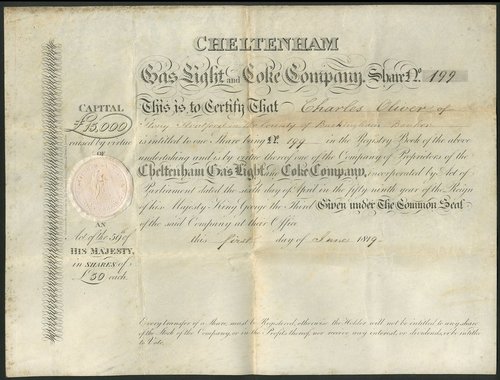 CHELTENHAM
Gas Light and Coke Company. Share No. 199
CAPITAL
£15,000
raised by virtue
OF
AN
Act of the 59th of
HIS MAJESTY,
in SHARES of
£50 each.
This is to Certify That Charles Oliver of
Stony Stratford in the County of Buckingham Banker
is intitled to one Share being No. 199 in the Registry Book of the above
undertaking and is by virtue thereof one of the Company of Proprietors of the
Cheltenham Gas Light and Coke Company, incorporated by Act of
Parliament dated the sixth day of April in the fifty ninth year of the Reign
of his Majesty King George the Third Given under The Common Seal
of the said Company at their Office
this first day of June 1819.
Every transfer of a Share must be Registered, otherwise the Holder will not be entitled to any share
of the Stock of the Company, or in the Profits thereof, nor receive any interest, or dividends, or be intitled
to Vote.